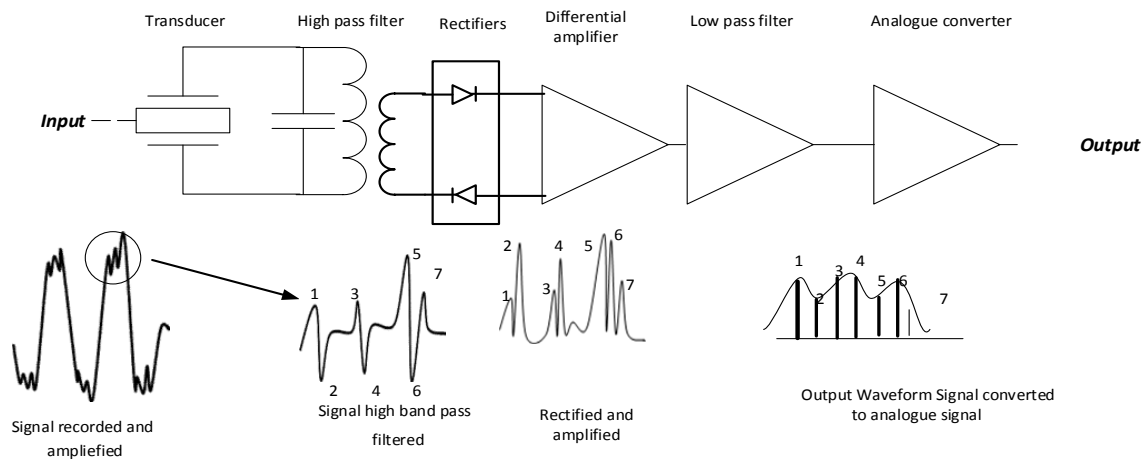 Transducer
High pass filter
Rectifiers
Differential
amplifier
Low pass filter
Analogue converter
Input
Output
1
2
3
4
5
6
7
Signal high band pass
filtered
1
2
3
4
5
6
7
Rectified and
amplified
1
2
3
4
5
6
7
Output Waveform Signal converted
to analogue signal
Signal recorded and
ampliefied